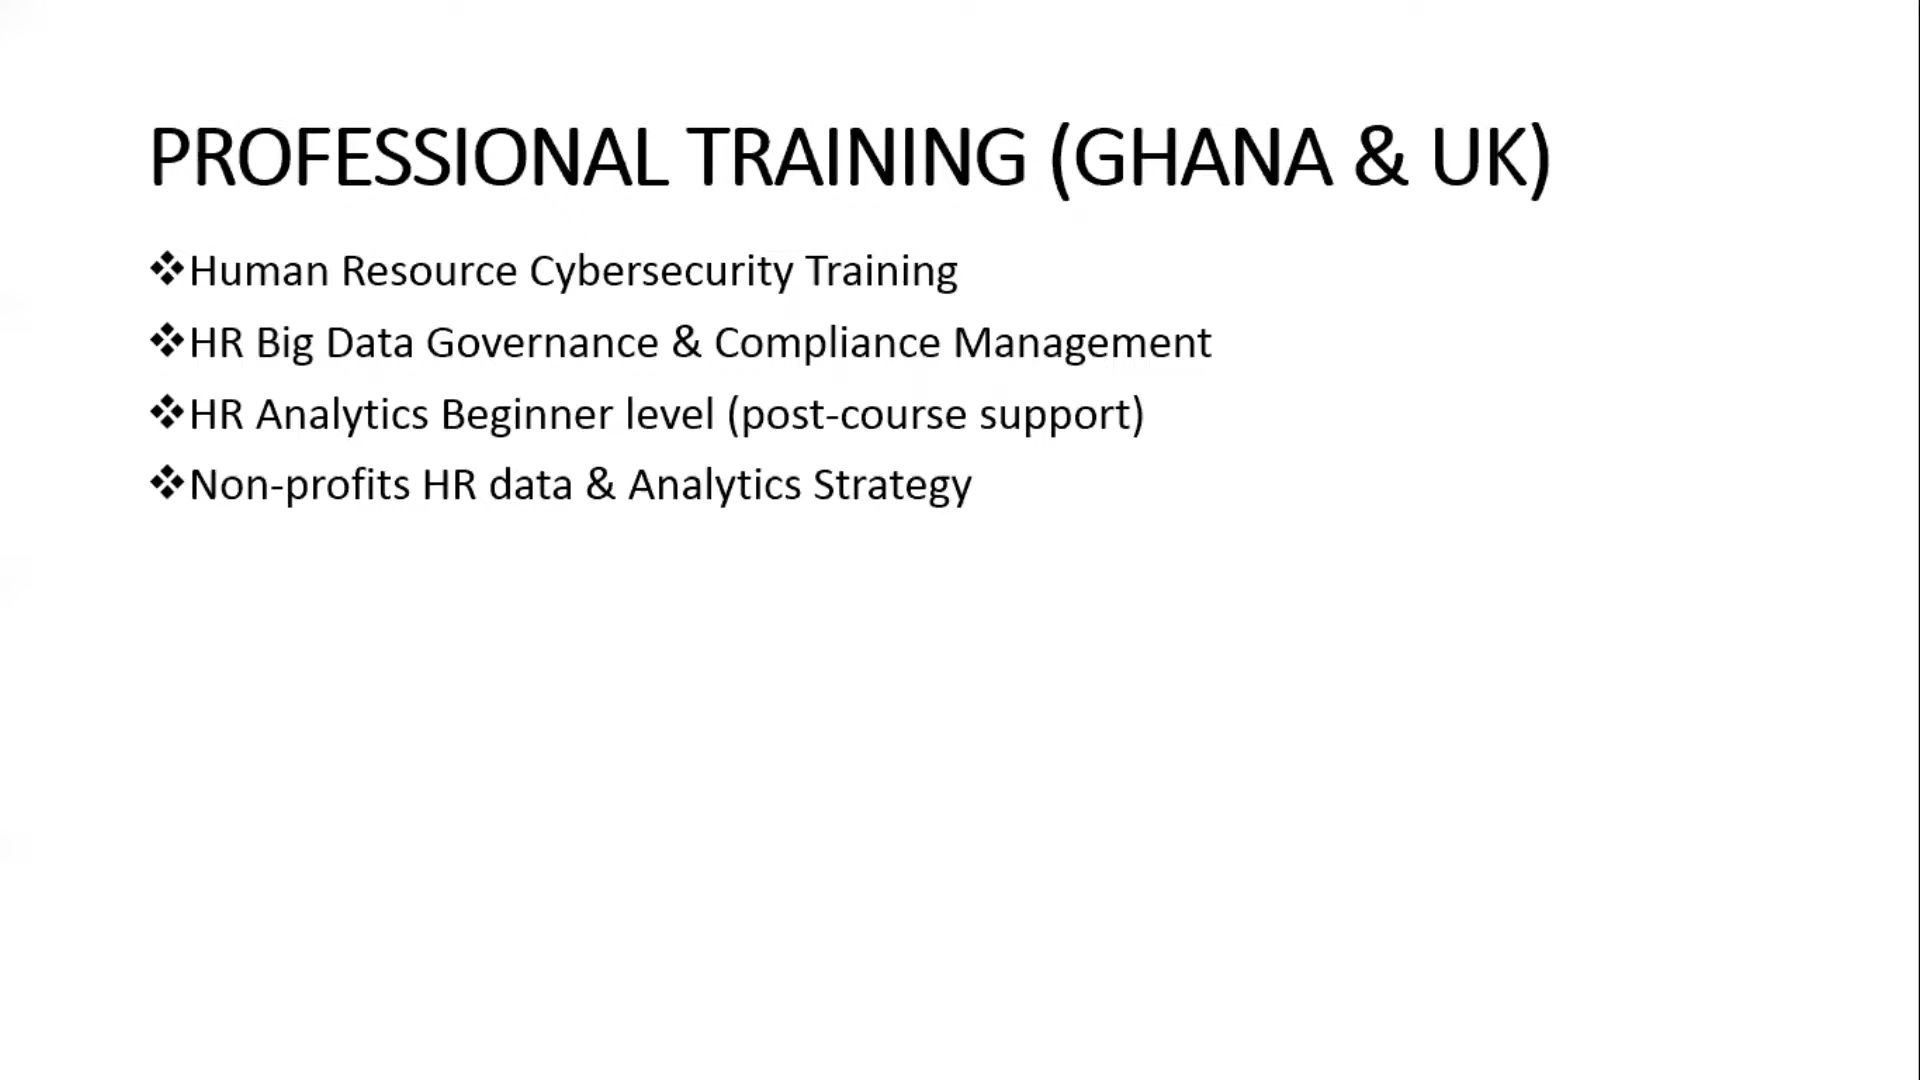 PROFESSIONAL TRAINING (GHANA & UK)
❖Human Resource Cybersecurity Training
❖HR Big Data Governance & Compliance Management
❖HR Analytics Beginner level (post-course support)
❖Non-profits HR data & Analytics Strategy